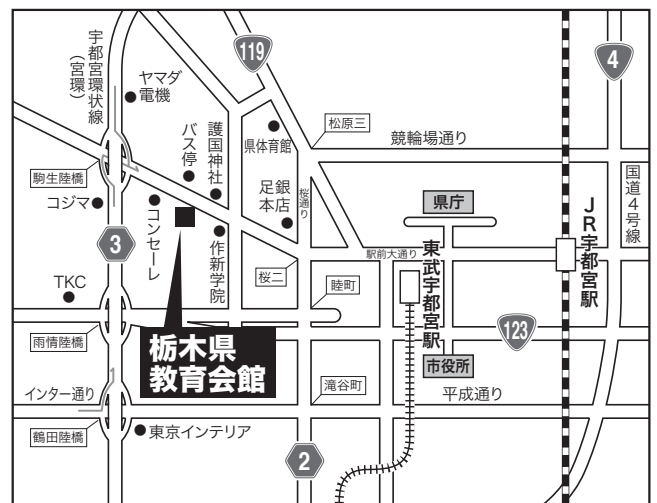 宇都宮環状線
(宮環)
ヤマダ
電機
119
4
松原三
競輪場通り
護国神社
バス停
県体育館
足銀
本店
桜通り
駒生陸橋
コジマ
コンセーレ
県庁
国道4号線
JR宇都宮駅
3
作新学院
駅前大通り
東武宇都宮駅
桜二
睦町
TKC
123
雨情陸橋
栃木県
教育会館
市役所
インター通り
滝谷町
平成通り
鶴田陸橋
東京インテリア
2